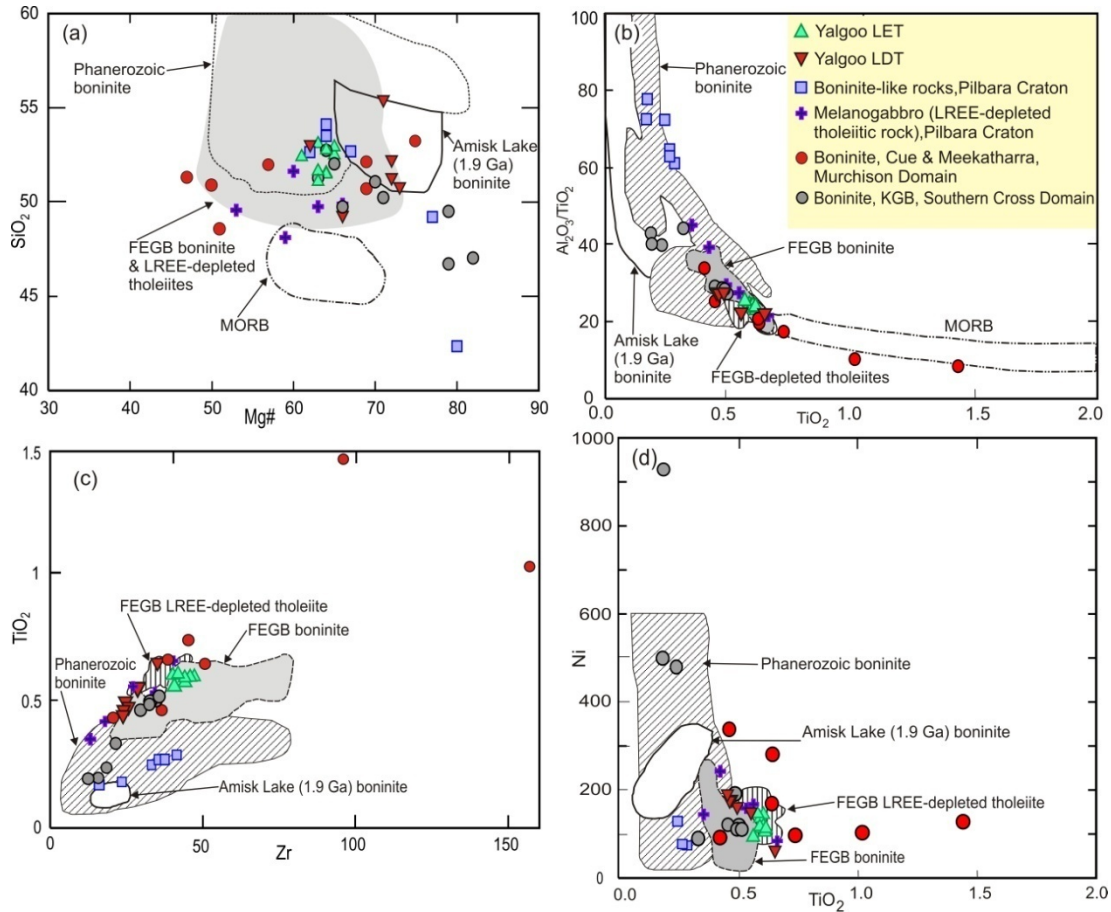 (a)
60
55
50
45
40
SiO2
30
40
50
60
70
80
90
Mg#
Phanerozoic
boninite
Amisk Lake
(1.9 Ga)
boninite
FEGB boninite
& LREE-depleted
tholeiites
MORB
(b)
100
80
60
40
20
0
Al2O3/TiO2
0.0
0.5
1.0
1.5
2.0
TiO2
Phanerozoic
boninite
Yalgoo LET
Yalgoo LDT
Boninite-like rocks,Pilbara Craton
Melanogabbro (LREE-depleted
tholeiitic rock),Pilbara Craton
Boninite, Cue & Meekatharra,
Murchison Domain
Boninite, KGB, Southern Cross Domain
FEGB boninite
MORB
Amisk Lake
(1.9 Ga)
boninite
FEGB-depleted tholeiites
(c)
1.5
1
0.5
0
TiO2
0
50
100
150
Zr
FEGB LREE-depleted tholeiite
FEGB boninite
Phanerozoic
boninite
Amisk Lake (1.9 Ga) boninite
(d)
1000
800
600
400
200
00
Ni
0.0
0.5
1.0
1.5
2.0
TiO2
Phanerozoic boninite
Amisk Lake (1.9 Ga) boninite
FEGB LREE-depleted tholeiite
FEGB boninite